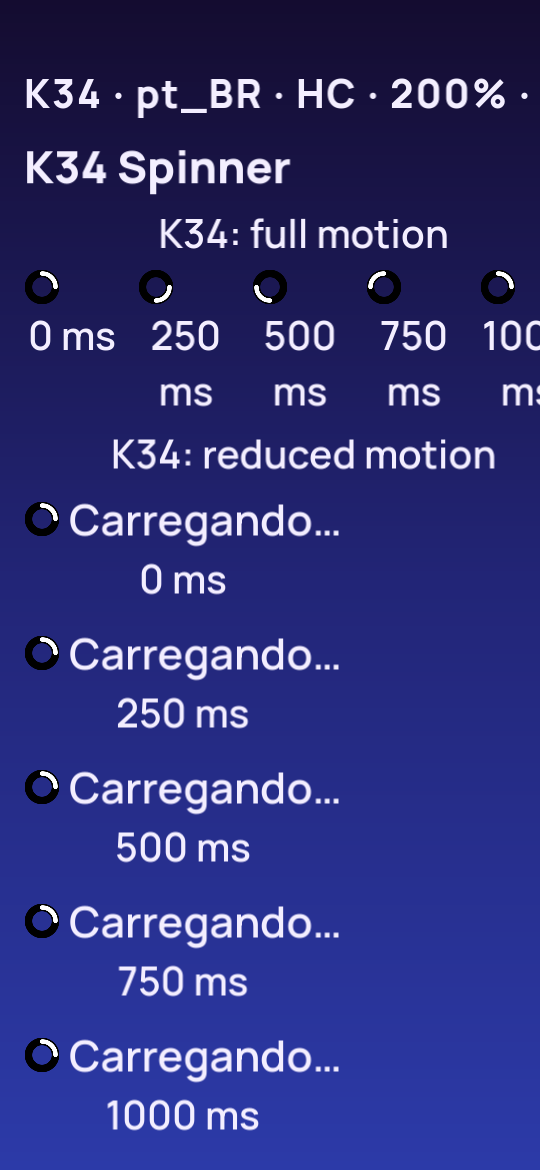 K34 · pt_BR · HC · 200% ·
K34 Spinner
K34: full motion
0 ms 250 ms 500 ms 750 ms
K34: reduced motion
Carregando…
0 ms
Carregando…
250 ms
Carregando…
500 ms
Carregando…
750 ms
Carregando…
1000 ms